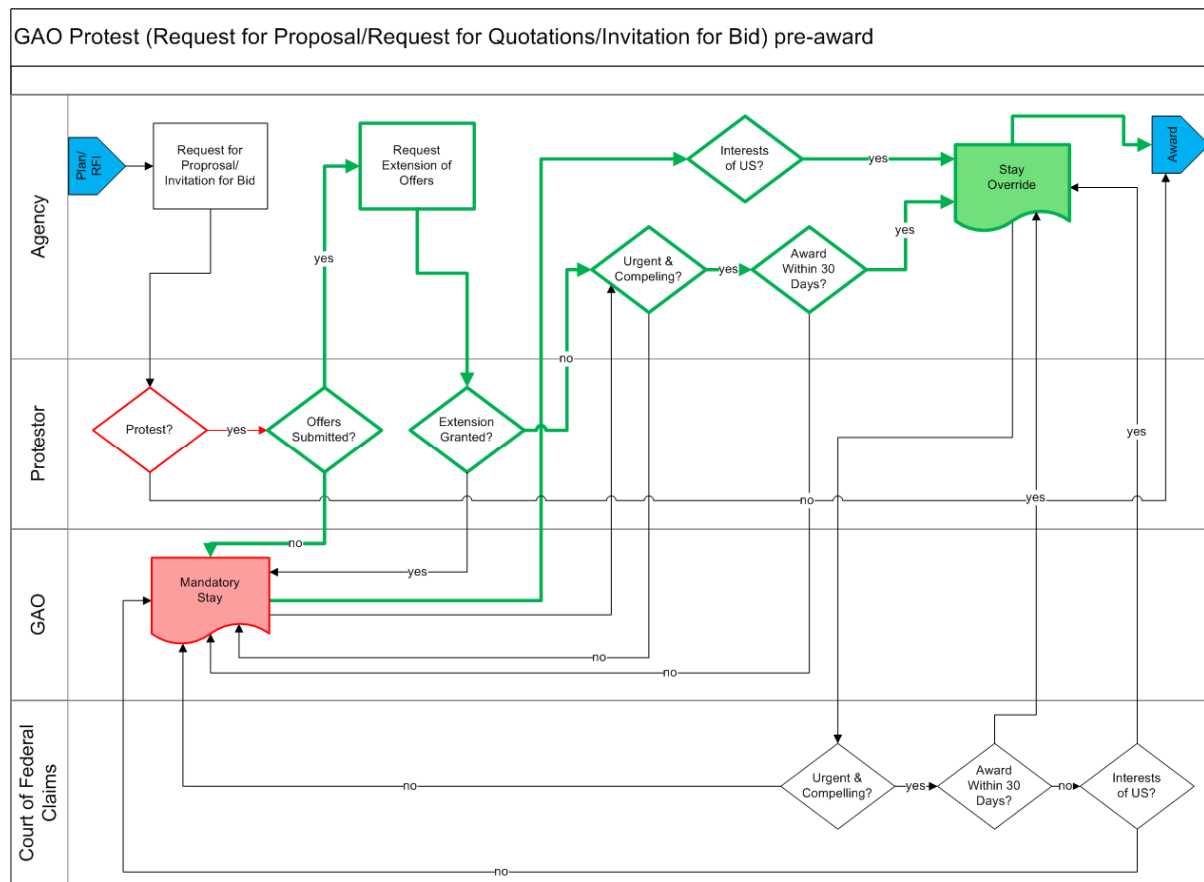 GAO Protest (Request for Proposal/Request for Quotations/Invitation for Bid) pre-award
Agency
Plan/
RFI
Request for
Proprosal/
Invitation for Bid
Request
Extension of
Offers
Interests
of US?
yes
Stay
Override
Award
yes
Urgent &
Compeling?
yes
Award
Within 30
Days?
yes
no
Protestor
Protest?
yes
Offers
Submitted?
Extension
Granted?
yes
no
yes
GAO
no
Mandatory
Stay
yes
no
no
Court of Federal
Claims
no
Urgent &
Compelling?
yes
Award
Within 30
Days?
no
Interests
of US?
no